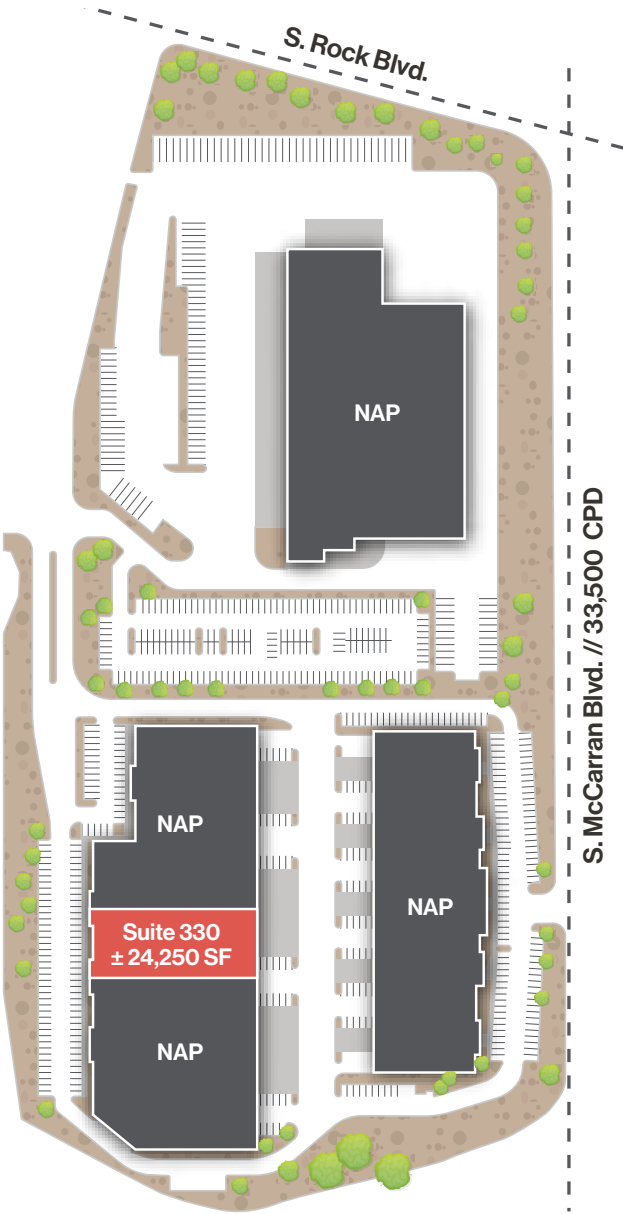 S. Rock Blvd.
NAP
S. McCarran Blvd. // 33,500 CPD
NAP
NAP
Suite 330
± 24,250 SF
NAP